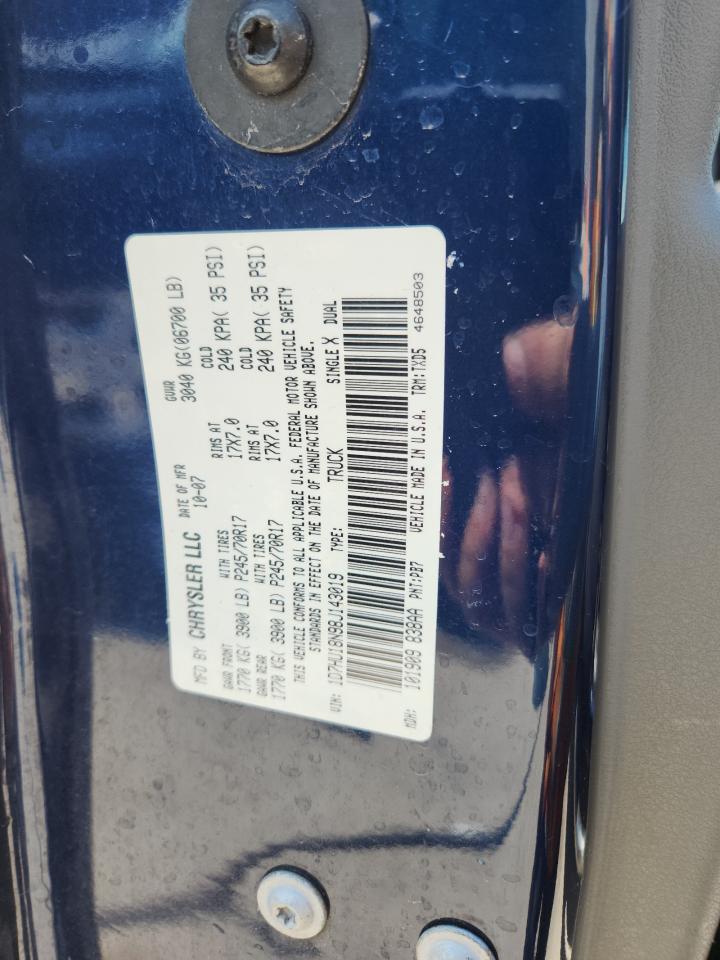 MFD BY CHRYSLER LLC DATE OF MFR 10-07 GVWR 3040 KG(06700 LB)
GAWR FRONT WITH TIRES RIMS AT COLD
1770 KG( 3900 LB) P245/70R17 17X7.0 240 KPA( 35 PSI)
GAWR REAR WITH TIRES RIMS AT COLD
1770 KG( 3900 LB) P245/70R17 17X7.0 240 KPA( 35 PSI)
THIS VEHICLE CONFORMS TO ALL APPLICABLE U.S.A. FEDERAL MOTOR VEHICLE SAFETY
STANDARDS IN EFFECT ON THE DATE OF MANUFACTURE SHOWN ABOVE.
VIN: 1D7HU18N98J143019 TYPE: TRUCK SINGLE X DUAL
MDH: 101909 838AA PNT:PB7 VEHICLE MADE IN U.S.A. TRM:TXD5 4648503